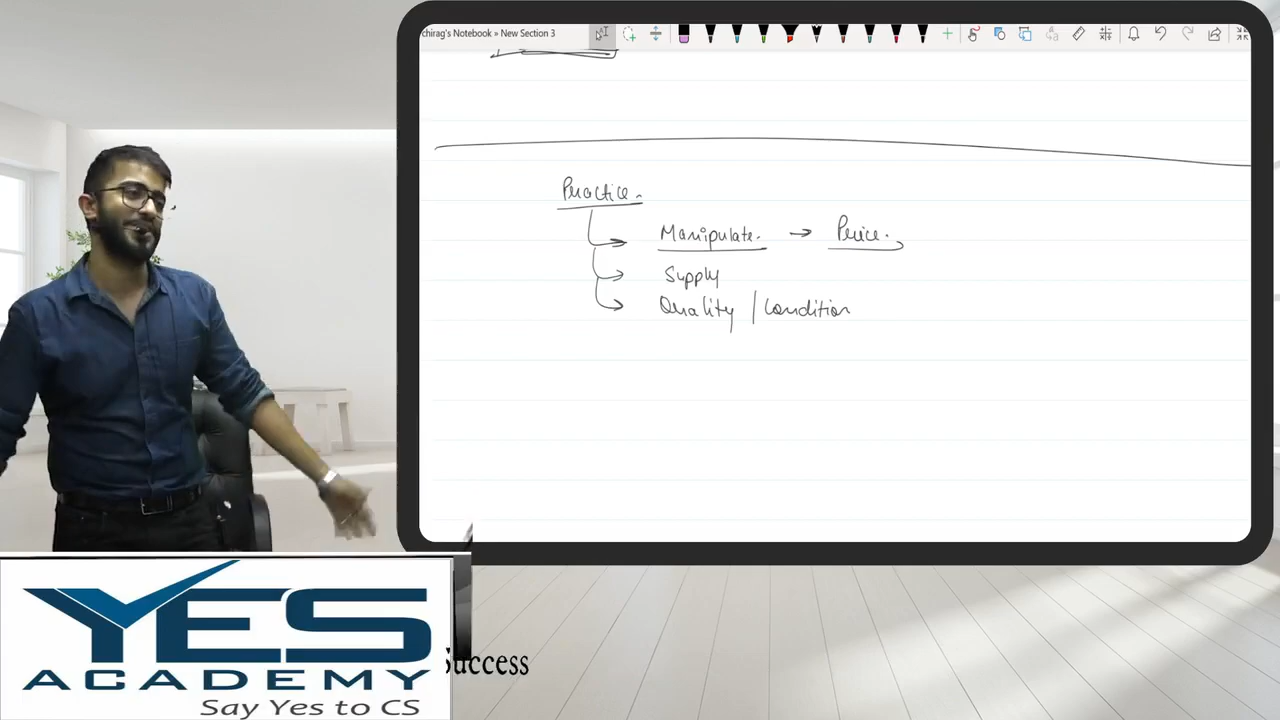 chirag's Notebook » New Section 3
Practice.
Manipulate. → Price.
Supply
Quality / Condition
YES
ACADEMY
Say Yes to CS
Success